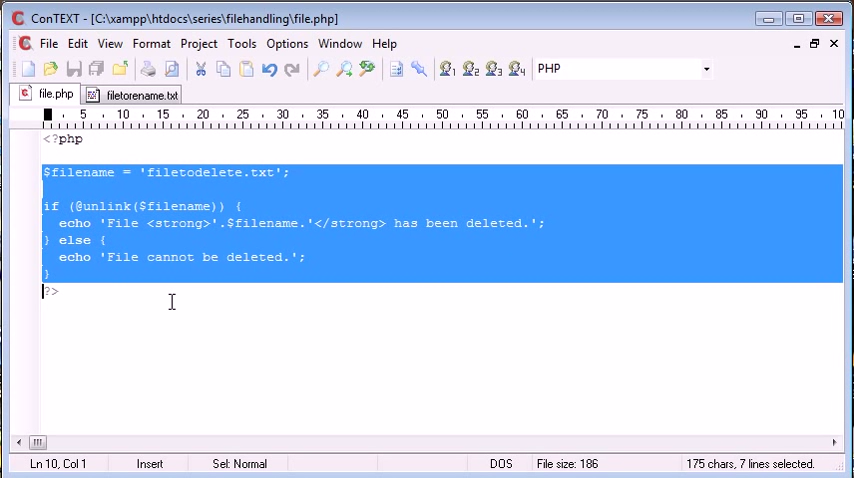 ConTEXT - [C:\xampp\htdocs\series\filehandling\file.php]
File Edit View Format Project Tools Options Window Help
1 2 3 4 PHP
file.php filetorename.txt
5 10 15 20 25 30 35 40 45 50 55 60 65 70 75 80 85 90 95 10
<?php
$filename = 'filetodelete.txt';
if (@unlink($filename)) {
echo 'File <strong>'.$filename.'</strong> has been deleted.';
} else {
echo 'File cannot be deleted.';
}
?>
Ln 10, Col 1 Insert Sel: Normal DOS File size: 186 175 chars, 7 lines selected.